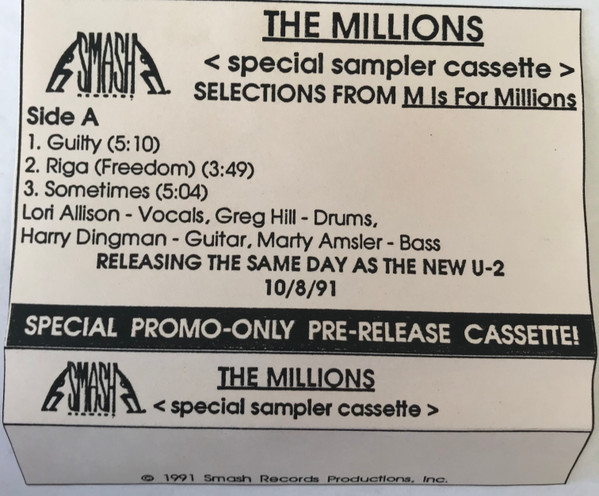 THE MILLIONS
SMASH
COMPANY
< special sampler cassette >
SELECTIONS FROM M Is For Millions
Side A
1. Guilty (5:10)
2. Riga (Freedom) (3:49)
3. Sometimes (5:04)
Lori Allison - Vocals, Greg Hill - Drums,
Harry Dingman - Guitar, Marty Amsler - Bass
RELEASING THE SAME DAY AS THE NEW U-2
10/8/91
SPECIAL PROMO-ONLY PRE-RELEASE CASSETTE!
SMASH
THE MILLIONS
< special sampler cassette >
© 1991 Smash Records Productions, Inc.